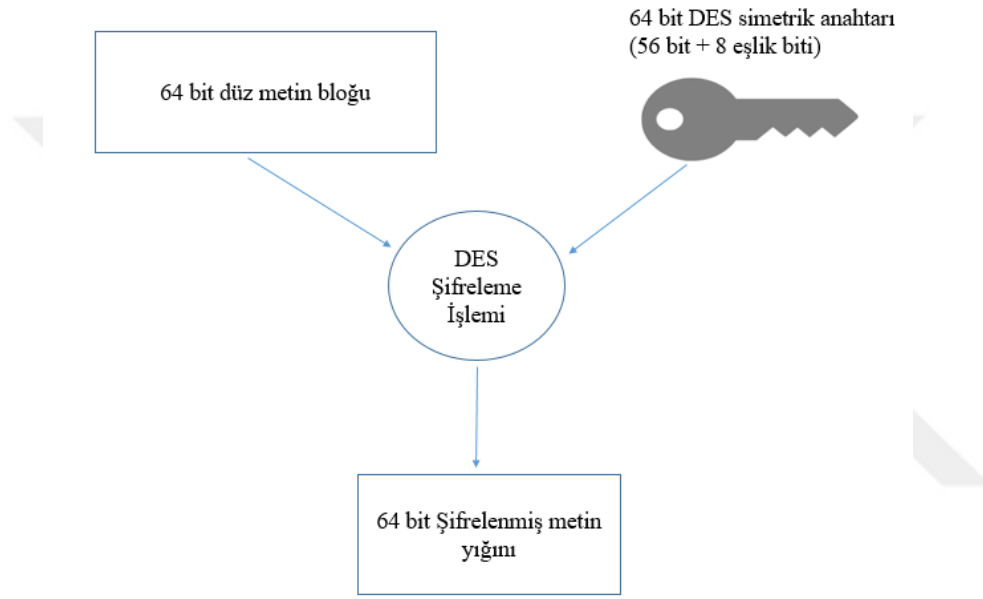 64 bit DES simetrik anahtarı
(56 bit + 8 eşlik biti)
64 bit düz metin bloğu
DES
Şifreleme
İşlemi
64 bit Şifrelenmiş metin
yığını